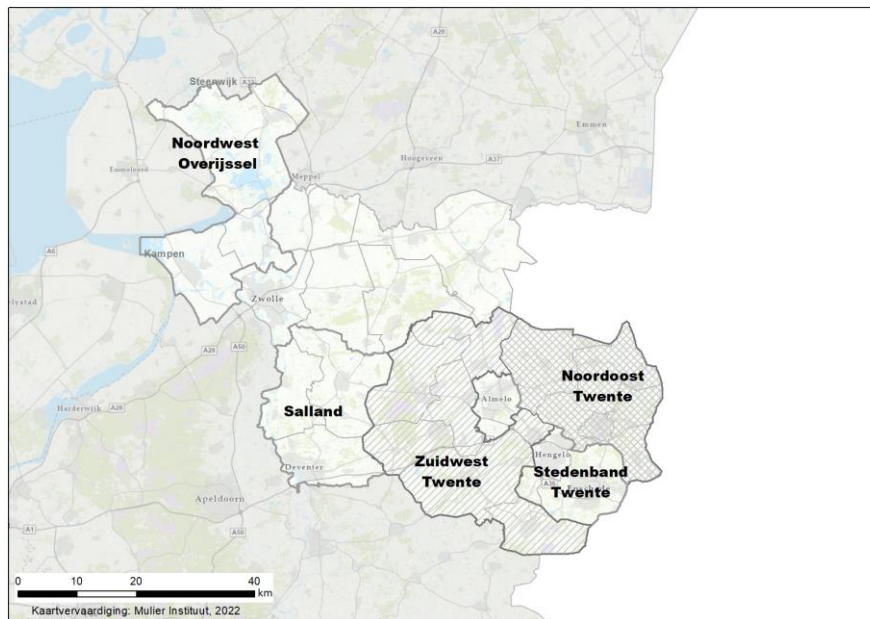 A28
Steenwijk
A32
Emmen
Noordwest
Overijssel
Hoogeveen
A37
Emmeloord
Meppel
A6
Kampen
Zwolle
A28
A50
Noordoost
Twente
Harderwijk
A28
Salland
Almelo
Zuidwest
Twente
Hengelo
Stedenband
Twente
A35
Deventer
Apeldoorn
A1
A50
0 10 20 40
km
Kaartvervaardiging: Mulier Instituut, 2022